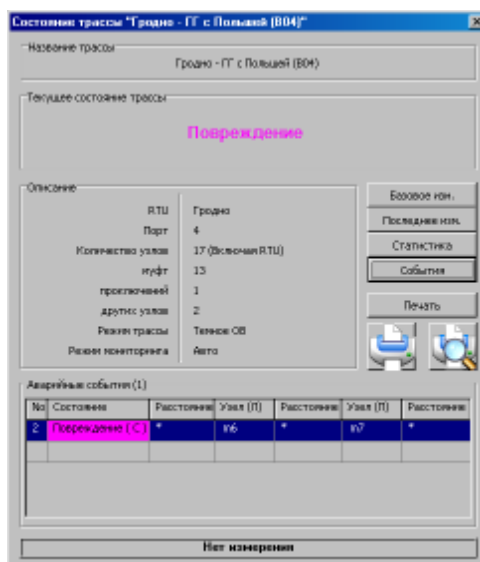 Состояние трассы "Гродно - ГГ с Польшей (В04)"
Название трассы
Гродно - ГГ с Польшей (В04)
Текущее состояние трассы
Повреждение
Описание
RTU Гродно
Порт 4
Количество узлов 17 (Включая RTU)
муфт 13
проключений 1
других узлов 2
Режим трассы Темное ОВ
Режим мониторинга Авто
Базовое изм.
Последнее изм.
Статистика
События
Печать
Аварийные события (1)
No Состояние Расстояние Узел (Л) Расстояние Узел (П) Расстояние
2 Повреждение ( C ) * m6 * m7 *
Нет измерения